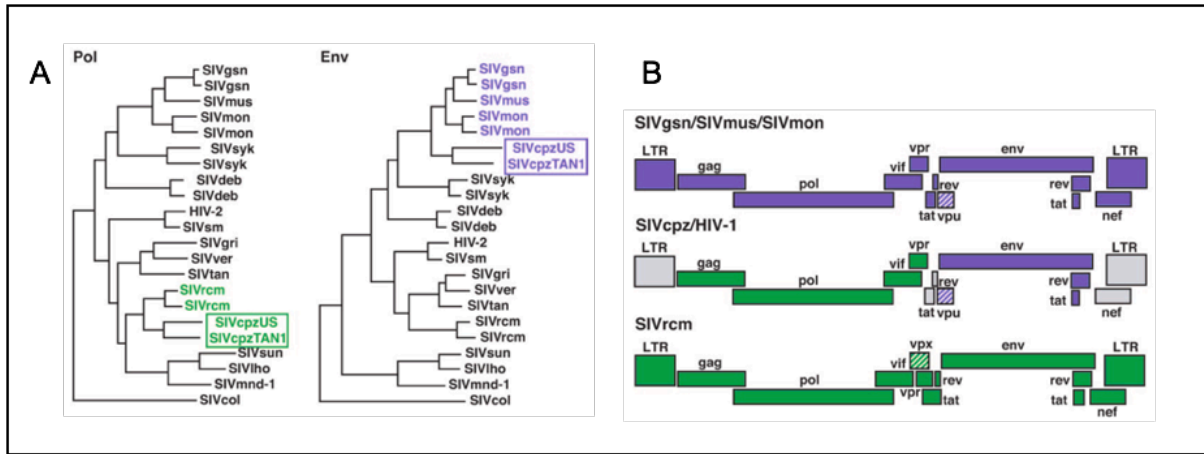 A
Pol
SIVgsn
SIVgsn
SIVmus
SIVmon
SIVmon
SIVsyk
SIVsyk
SIVdeb
SIVdeb
HIV-2
SIVsm
SIVgri
SIVver
SIVtan
SIVrcm
SIVrcm
SIVcpzUS
SIVcpzTAN1
SIVsun
SIVlho
SIVmnd-1
SIVcol
Env
SIVgsn
SIVgsn
SIVmus
SIVmon
SIVmon
SIVcpzUS
SIVcpzTAN1
SIVsyk
SIVsyk
SIVdeb
SIVdeb
HIV-2
SIVsm
SIVgri
SIVver
SIVtan
SIVrcm
SIVrcm
SIVsun
SIVlho
SIVmnd-1
SIVcol
B
SIVgsn/SIVmus/SIVmon
LTR gag pol vif vpr env LTR
rev rev
tat vpu tat nef
SIVcpz/HIV-1
LTR gag pol vif vpr env LTR
rev rev
tat vpu tat nef
SIVrcm
LTR gag pol vif vpx env LTR
rev rev
vpr tat tat nef